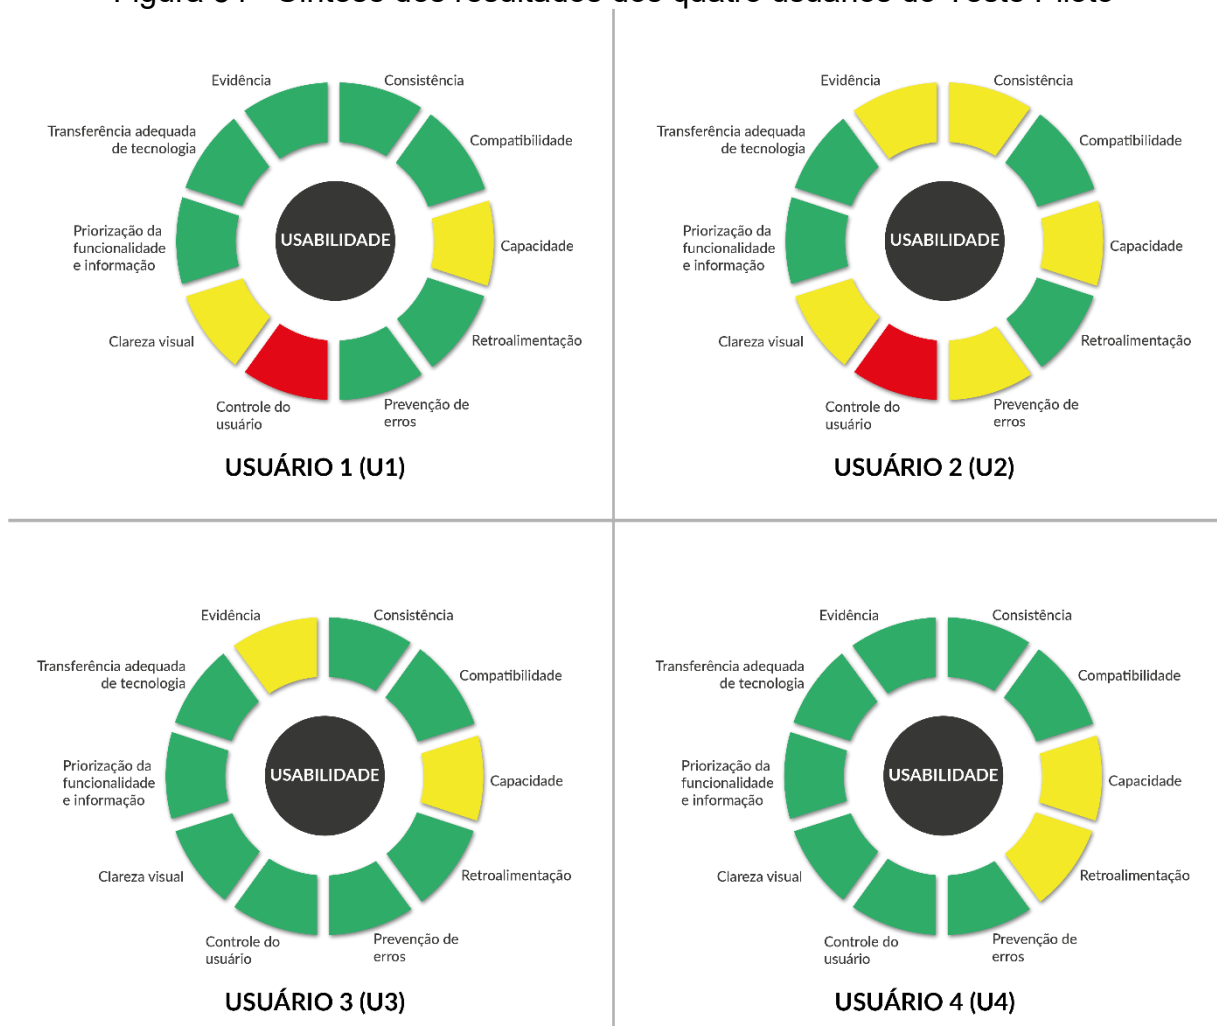 Evidência
Consistência
Transferência adequada
de tecnologia
Compatibilidade
Priorização da
funcionalidade
e informação
USABILIDADE
Capacidade
Clareza visual
Retroalimentação
Controle do
usuário
Prevenção de
erros
USUÁRIO 1 (U1)
Evidência
Consistência
Transferência adequada
de tecnologia
Compatibilidade
Priorização da
funcionalidade
e informação
USABILIDADE
Capacidade
Clareza visual
Retroalimentação
Controle do
usuário
Prevenção de
erros
USUÁRIO 2 (U2)
Evidência
Consistência
Transferência adequada
de tecnologia
Compatibilidade
Priorização da
funcionalidade
e informação
USABILIDADE
Capacidade
Clareza visual
Retroalimentação
Controle do
usuário
Prevenção de
erros
USUÁRIO 3 (U3)
Evidência
Consistência
Transferência adequada
de tecnologia
Compatibilidade
Priorização da
funcionalidade
e informação
USABILIDADE
Capacidade
Clareza visual
Retroalimentação
Controle do
usuário
Prevenção de
erros
USUÁRIO 4 (U4)